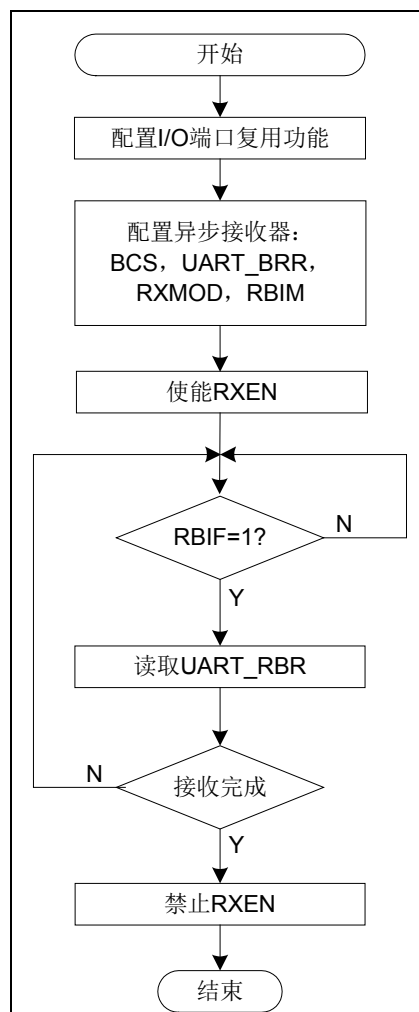 开始
配置I/O端口复用功能
配置异步接收器：
BCS，UART_BRR，
RXMOD，RBIM
使能RXEN
RBIF=1?
N
Y
读取UART_RBR
N
接收完成
Y
禁止RXEN
结束